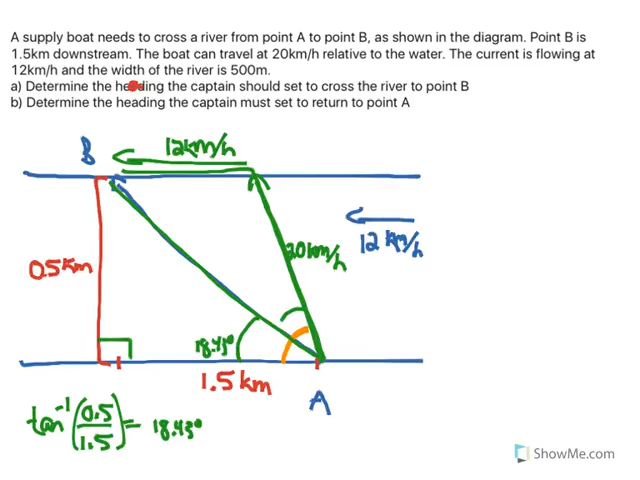 A supply boat needs to cross a river from point A to point B, as shown in the diagram. Point B is
1.5km downstream. The boat can travel at 20km/h relative to the water. The current is flowing at
12km/h and the width of the river is 500m.
a) Determine the heading the captain should set to cross the river to point B
b) Determine the heading the captain must set to return to point A
B
12km/h
20km/h
12 km/h
0.5km
18.43°
1.5km
A
tan⁻¹(0.5/1.5) = 18.43°
ShowMe.com